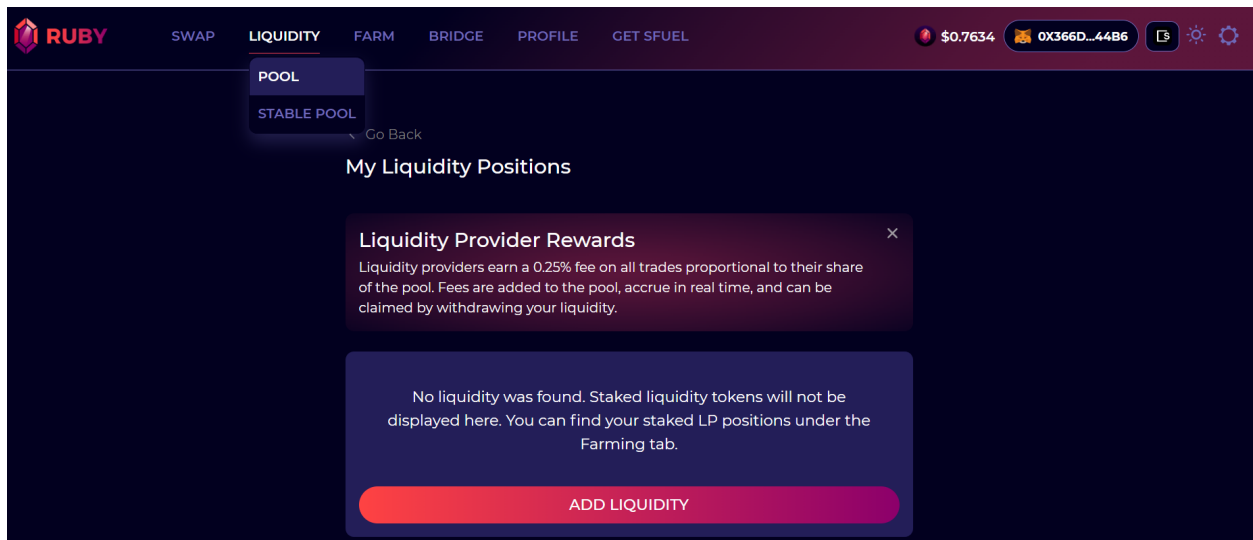 RUBY SWAP LIQUIDITY FARM BRIDGE PROFILE GET SFUEL $0.7634 0X366D...44B6
POOL
STABLE POOL
Go Back
My Liquidity Positions
Liquidity Provider Rewards
Liquidity providers earn a 0.25% fee on all trades proportional to their share
of the pool. Fees are added to the pool, accrue in real time, and can be
claimed by withdrawing your liquidity.
No liquidity was found. Staked liquidity tokens will not be
displayed here. You can find your staked LP positions under the
Farming tab.
ADD LIQUIDITY